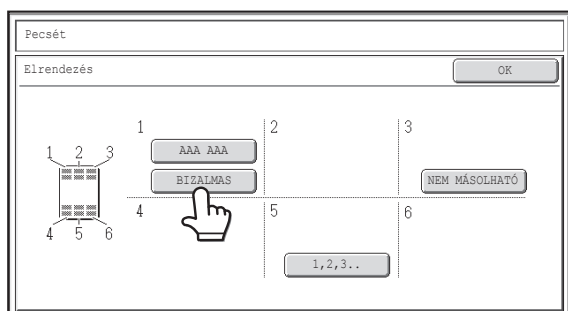 Pecsét
Elrendezés
OK
1 2 3
4 5 6
1
AAA AAA
BIZALMAS
2
3
NEM MÁSOLHATÓ
4
5
1,2,3..
6